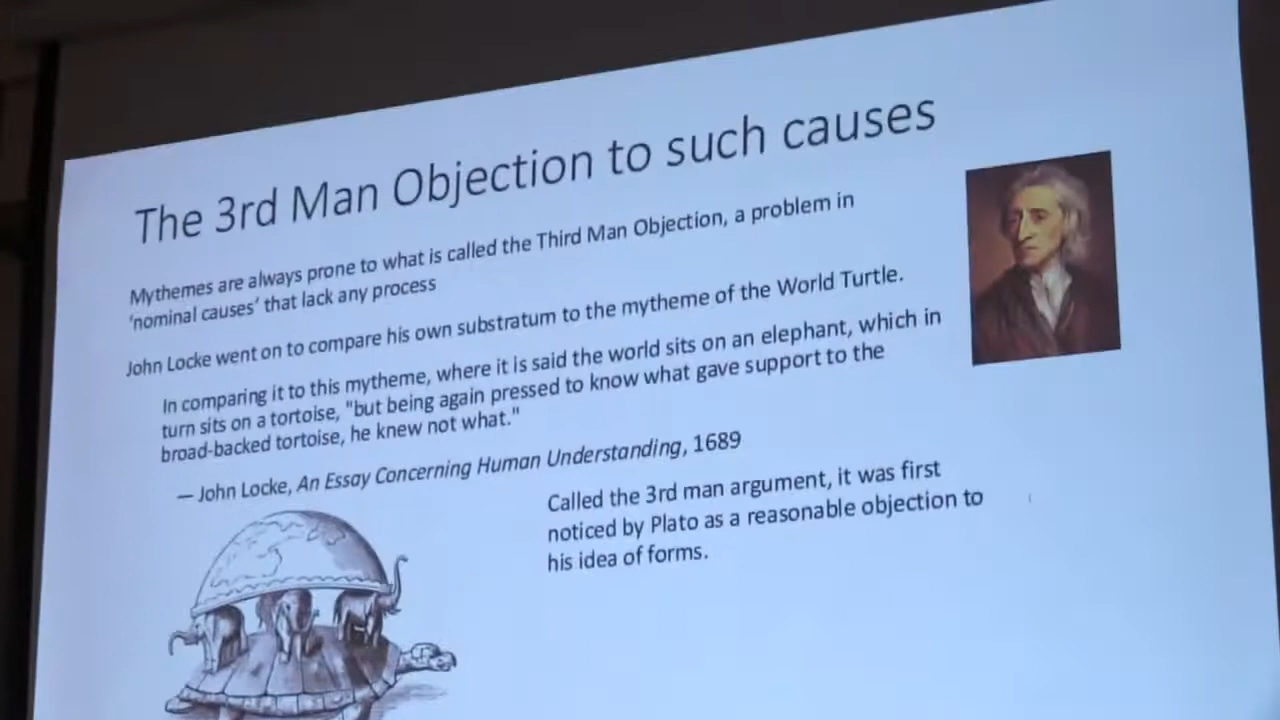 The 3rd Man Objection to such causes
Mythemes are always prone to what is called the Third Man Objection, a problem in
'nominal causes' that lack any process
John Locke went on to compare his own substratum to the mytheme of the World Turtle.
In comparing it to this mytheme, where it is said the world sits on an elephant, which in
turn sits on a tortoise, "but being again pressed to know what gave support to the
broad-backed tortoise, he knew not what."
— John Locke, An Essay Concerning Human Understanding, 1689
Called the 3rd man argument, it was first
noticed by Plato as a reasonable objection to
his idea of forms.